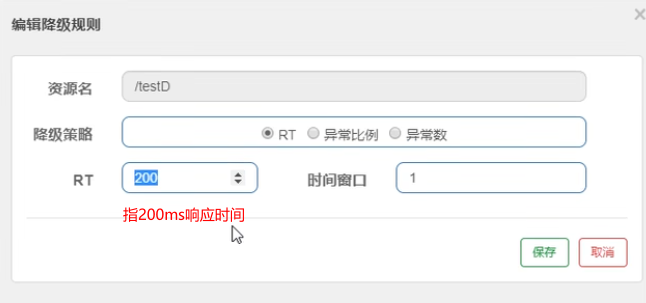 编辑降级规则
×
资源名 /testD
降级策略 RT 异常比例 异常数
RT 200 时间窗口 1
指200ms响应时间
保存 取消